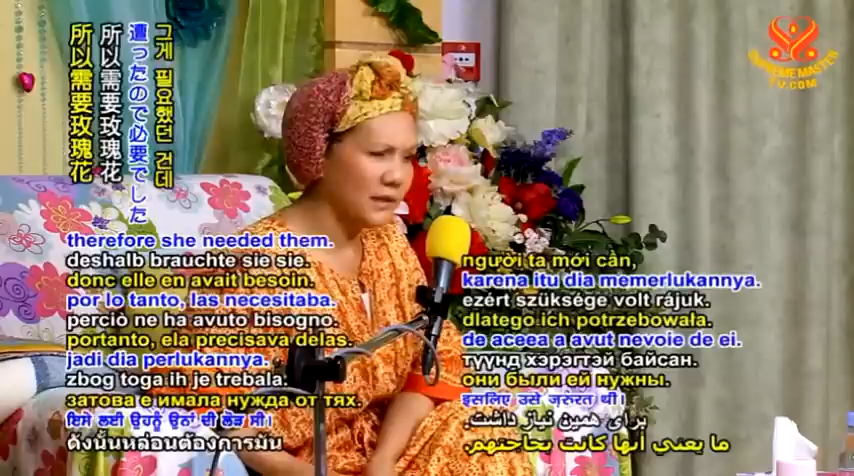 그게 필요했던 건데
遭ったので必要でした
所以需要玫瑰花
所以需要玫瑰花
SUPREME MASTER
TV.COM
therefore she needed them.
deshalb brauchte sie sie.
donc elle en avait besoin.
por lo tanto, las necesitaba.
perciò ne ha avuto bisogno.
portanto, ela precisava delas.
jadi dia perlukannya.
zbog toga ih je trebala.
затова е имала нужда от тях.
ਇਸ ਲਈ ਉਹਨੂੰ ਉਨਾਂ ਦੀ ਲੋੜ ਸੀ।
ดังนั้นหล่อนต้องการมัน
người ta mới cần,
karena itu dia memerlukannya.
ezért szüksége volt rájuk.
dlatego ich potrzebowała.
de aceea a avut nevoie de ei.
түүнд хэрэгтэй байсан.
они были ей нужны.
इसलिए उसे जरुरत थी।
برای همین نیاز داشت.
ما يعني أنها كانت بحاجتهم.